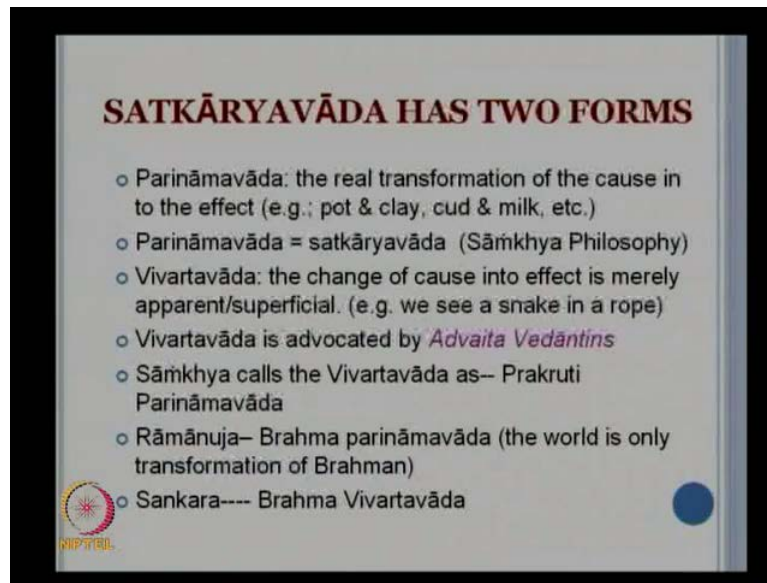 SATKĀRYAVĀDA HAS TWO FORMS
Parināmavāda: the real transformation of the cause in
to the effect (e.g.; pot & clay, cud & milk, etc.)
Parināmavāda = satkāryavāda (Sāṁkhya Philosophy)
Vivartavāda: the change of cause into effect is merely
apparent/superficial. (e.g. we see a snake in a rope)
Vivartavāda is advocated by Advaita Vedāntins
Sāṁkhya calls the Vivartavāda as-- Prakruti
Parināmavāda
Rāmānuja– Brahma parināmavāda (the world is only
transformation of Brahman)
Sankara---- Brahma Vivartavāda
NPTEL